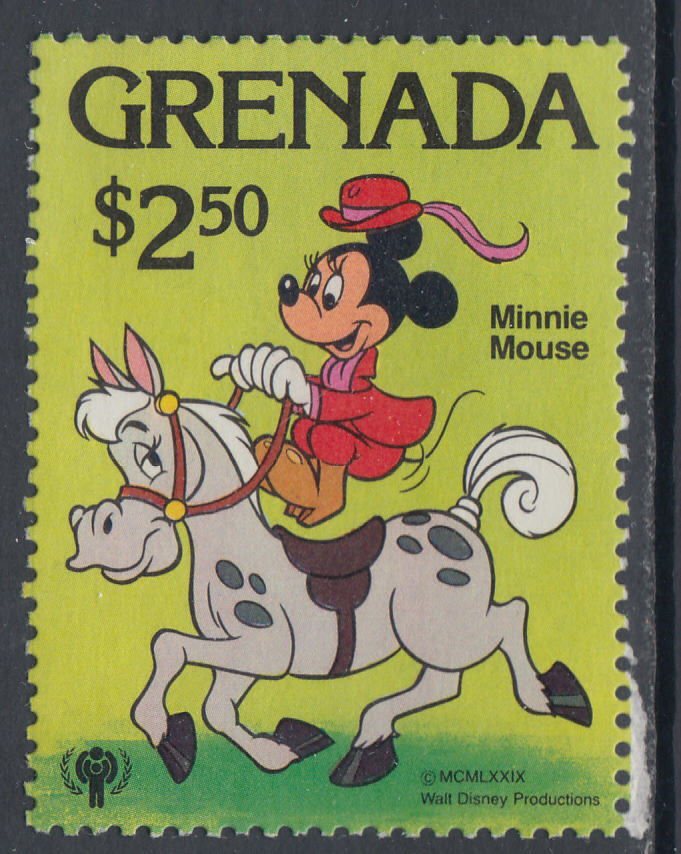 GRENADA
$2.50
Minnie
Mouse
©MCMLXXIX
Walt Disney Productions